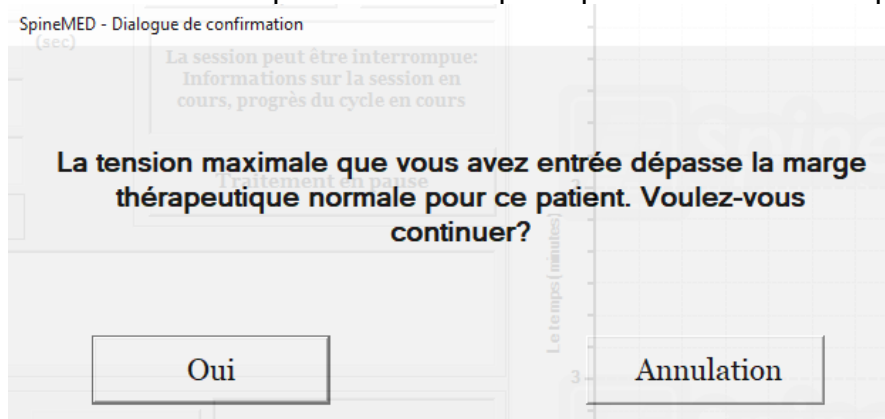 SpineMED - Dialogue de confirmation
(sec)
La session peut être interrompue:
Informations sur la session en
cours, progrès du cycle en cours
La tension maximale que vous avez entrée dépasse la marge
Traitement en pause
thérapeutique normale pour ce patient. Voulez-vous
continuer?
Le temps (minutes)
Oui
Annulation
3